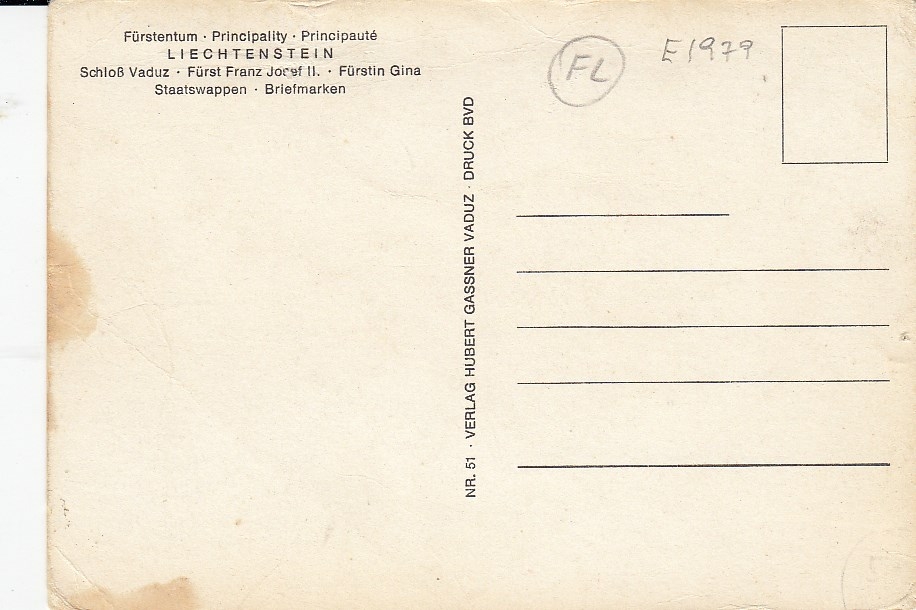 Fürstentum · Principality · Principauté
LIECHTENSTEIN
Schloß Vaduz · Fürst Franz Josef II. · Fürstin Gina
Staatswappen · Briefmarken
NR. 51 · VERLAG HUBERT GASSNER VADUZ · DRUCK BVD
FL
E1979